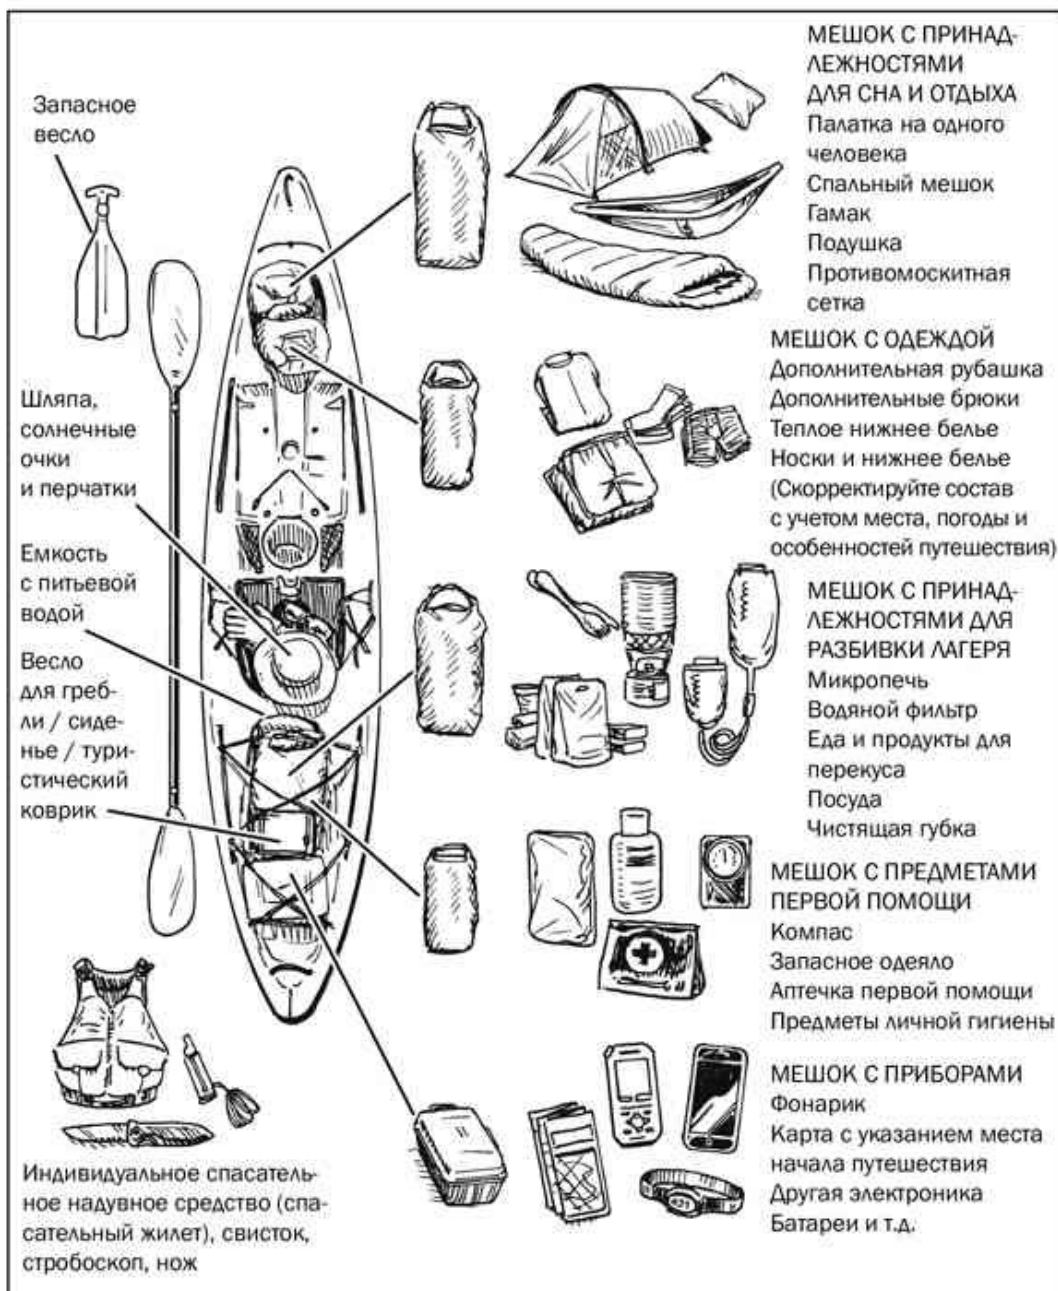 Запасное
весло
Шляпа,
солнечные
очки
и перчатки
Емкость
с питьевой
водой
Весло
для греб-
ли / сиде-
нье / тури-
стический
коврик
Индивидуальное спасатель-
ное надувное средство (спа-
сательный жилет), свисток,
стробоскоп, нож
МЕШОК С ПРИНАД-
ЛЕЖНОСТЯМИ
ДЛЯ СНА И ОТДЫХА
Палатка на одного
человека
Спальный мешок
Гамак
Подушка
Противомоскитная
сетка
МЕШОК С ОДЕЖДОЙ
Дополнительная рубашка
Дополнительные брюки
Теплое нижнее белье
Носки и нижнее белье
(Скорректируйте состав
с учетом места, погоды и
особенностей путешествия)
МЕШОК С ПРИНАД-
ЛЕЖНОСТЯМИ ДЛЯ
РАЗБИВКИ ЛАГЕРЯ
Микропечь
Водяной фильтр
Еда и продукты для
перекуса
Посуда
Чистящая губка
МЕШОК С ПРЕДМЕТАМИ
ПЕРВОЙ ПОМОЩИ
Компас
Запасное одеяло
Аптечка первой помощи
Предметы личной гигиены
МЕШОК С ПРИБОРАМИ
Фонарик
Карта с указанием места
начала путешествия
Другая электроника
Батареи и т.д.